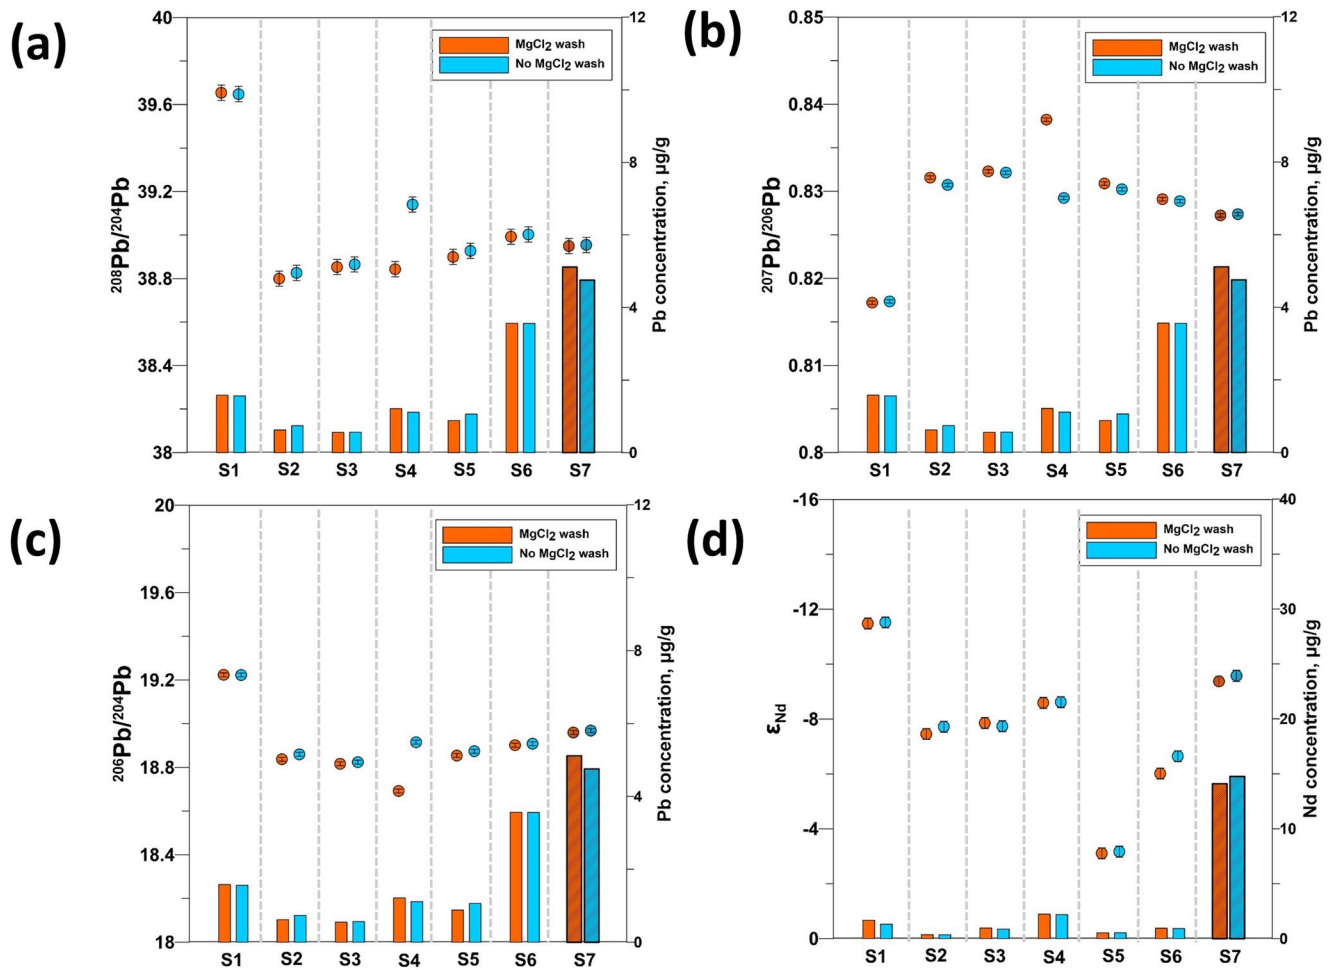 (a)
40
39.6
39.2
38.8
38.4
38
²⁰⁸Pb/²⁰⁴Pb
MgCl₂ wash
No MgCl₂ wash
12
8
4
0
Pb concentration, µg/g
S1 S2 S3 S4 S5 S6 S7
(b)
0.85
0.84
0.83
0.82
0.81
0.8
²⁰⁷Pb/²⁰⁶Pb
MgCl₂ wash
No MgCl₂ wash
12
8
4
0
Pb concentration, µg/g
S1 S2 S3 S4 S5 S6 S7
(c)
20
19.6
19.2
18.8
18.4
18
²⁰⁶Pb/²⁰⁴Pb
MgCl₂ wash
No MgCl₂ wash
12
8
4
0
Pb concentration, µg/g
S1 S2 S3 S4 S5 S6 S7
(d)
-16
-12
-8
-4
0
εNd
MgCl₂ wash
No MgCl₂ wash
40
30
20
10
0
Nd concentration, µg/g
S1 S2 S3 S4 S5 S6 S7